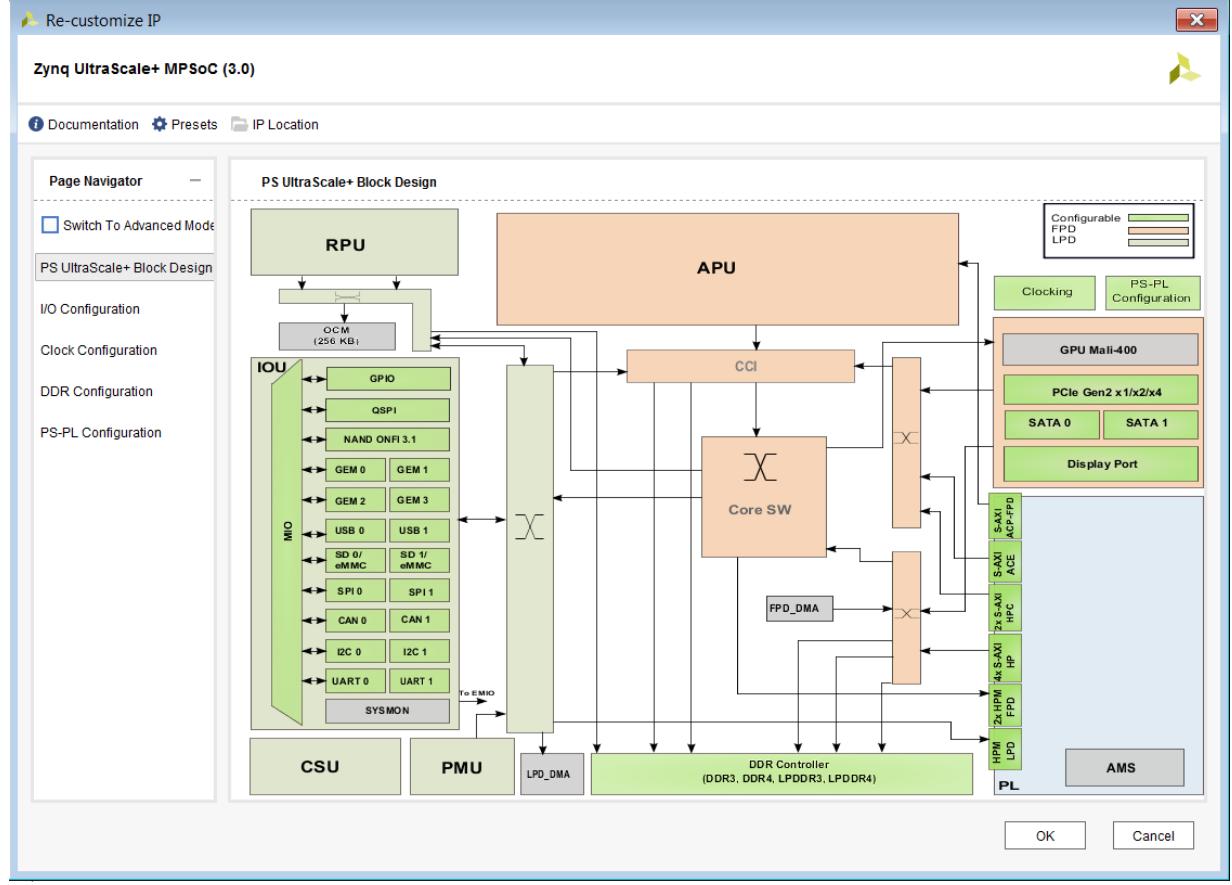 Re-customize IP
Zynq UltraScale+ MPSoC (3.0)
Documentation
Presets
IP Location
Page Navigator
Switch To Advanced Mode
PS UltraScale+ Block Design
I/O Configuration
Clock Configuration
DDR Configuration
PS-PL Configuration
PS UltraScale+ Block Design
Configurable
FPD
LPD
RPU
APU
Clocking
PS-PL
Configuration
OCM
(256 KB)
CCI
GPU Mali-400
PCIe Gen2 x1/x2/x4
SATA 0
SATA 1
Display Port
IOU
MIO
GPIO
QSPI
NAND ONFI 3.1
GEM 0
GEM 1
GEM 2
GEM 3
USB 0
USB 1
SD 0/
eMMC
SD 1/
eMMC
SPI 0
SPI 1
CAN 0
CAN 1
I2C 0
I2C 1
UART 0
UART 1
SYSMON
To EMIO
Core SW
FPD_DMA
S-AXI
ACP-FPD
S-AXI
ACE
2x S-AXI
HPC
4x S-AXI
HP
2x HPM
FPD
HPM
LPD
CSU
PMU
LPD_DMA
DDR Controller
(DDR3, DDR4, LPDDR3, LPDDR4)
AMS
PL
OK
Cancel